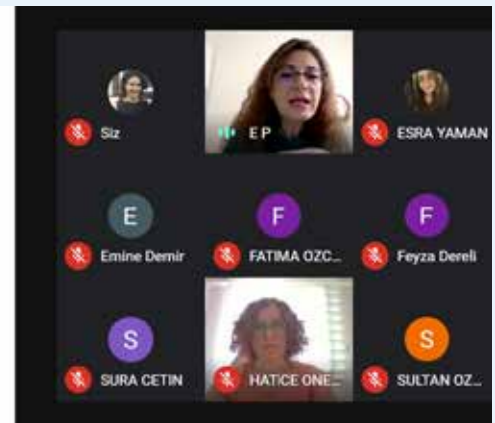 Siz
E P
ESRA YAMAN
E
Emine Demir
F
FATIMA OZC...
F
Feyza Dereli
S
SURA CETIN
HATICE ONE...
S
SULTAN OZ...